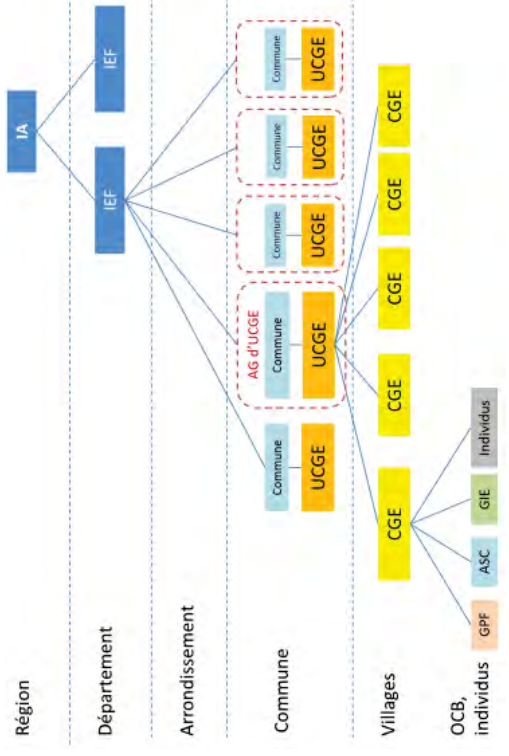 Région
IA
Département
IEF
IEF
Arrondissement
Commune
AG d'UCGE
Commune
Commune
Commune
Commune
Commune
UCGE
UCGE
UCGE
UCGE
UCGE
Villages
CGE
CGE
CGE
CGE
CGE
OCB,
individus
GPF
ASC
GIE
Individus